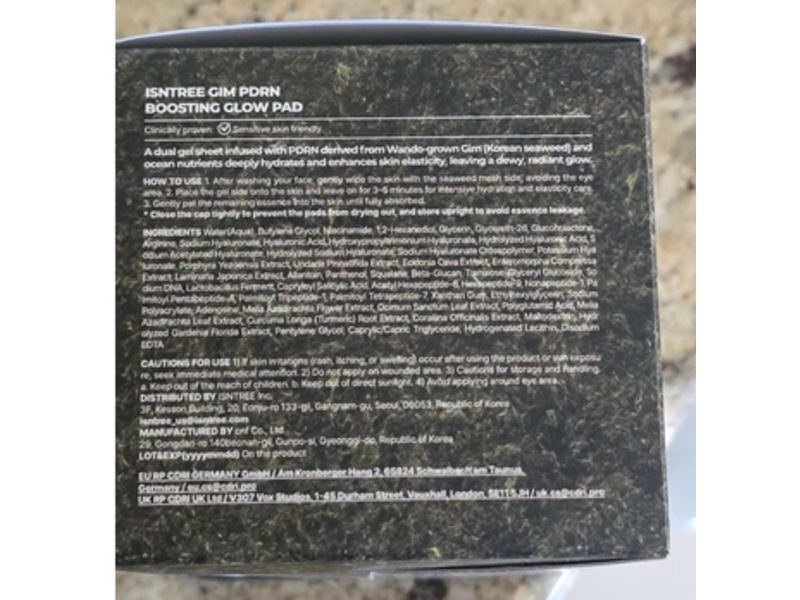 ISNTREE GIM PDRN
BOOSTING GLOW PAD
Clinically proven: Sensitive skin friendly
A dual gel sheet infused with PDRN derived from Wando-grown Gim (Korean seaweed) and
ocean nutrients deeply hydrates and enhances skin elasticity, leaving a dewy, radiant glow.
HOW TO USE 1. After washing your face, gently wipe the skin with the seaweed mesh side, avoiding the eye
area. 2. Place the gel side onto the skin and leave on for 3-5 minutes for intensive hydration and elasticity care.
3. Gently pat the remaining essence into the skin until fully absorbed.
* Close the cap tightly to prevent the pads from drying out, and store upright to avoid essence leakage.
INGREDIENTS Water(Aqua), Butylene Glycol, Niacinamide, 1,2-Hexanediol, Glycerin, Glycereth-26, Gluconolactone,
Arginine, Sodium Hyaluronate, Hyaluronic Acid, Hydroxypropyltrimonium Hyaluronate, Hydrolyzed Hyaluronic Acid, S
odium Acetylated Hyaluronate, Hydrolyzed Sodium Hyaluronate, Sodium Hyaluronate Crosspolymer, Potassium Hya
luronate, Porphyra Yezoensis Extract, Undaria Pinnatifida Extract, Ecklonia Cava Extract, Enteromorpha Compressa
Extract, Laminaria Japonica Extract, Allantoin, Panthenol, Squalane, Beta-Glucan, Glyceryl Glucoside, So
dium DNA, Lactobacillus Ferment, Capryloyl Salicylic Acid, Acetyl Hexapeptide-8, Hexapeptide-9, Nonapeptide-1, Pa
lmitoyl Pentapeptide-4, Palmitoyl Tripeptide-1, Palmitoyl Tetrapeptide-7, Xanthan Gum, Ethylhexylglycerin, Sodium
Polyacrylate, Adenosine, Melia Azadirachta Flower Extract, Ocimum Sanctum Leaf Extract, Polyglutamic Acid, Melia
Azadirachta Leaf Extract, Curcuma Longa (Turmeric) Root Extract, Corallina Officinalis Extract, Maltodextrin, Hydr
olyzed Gardenia Florida Extract, Pentylene Glycol, Caprylic/Capric Triglyceride, Hydrogenated Lecithin, Disodium
EDTA
CAUTIONS FOR USE 1) If skin irritations (rash, itching, or swelling) occur after using the product or sun exposu
re, seek immediate medical attention. 2) Do not apply on wounded area. 3) Cautions for storage and handling.
a. Keep out of the reach of children. b. Keep out of direct sunlight. 4) Avoid applying around eye area.
DISTRIBUTED BY ISNTREE Inc.
3F, Kesson Building, 20, Eonju-ro 133-gil, Gangnam-gu, Seoul, 06053, Republic of Korea
isntree_us@isntree.com
MANUFACTURED BY cnf Co., Ltd.
29, Gongdan-ro 140beonan-gil, Gunpo-si, Gyeonggi-do, Republic of Korea
LOT&EXP(yyyymmdd) On the product
EU RP CDRI GERMANY GmbH / Am Kronberger Hang 2, 65824 Schwalbach am Taunus,
Germany / eu.cs@cdri.pro
UK RP CDRI UK Ltd / V307 Vox Studios, 1-45 Durham Street, Vauxhall, London, SE11 5JH / uk.cs@cdri.pro